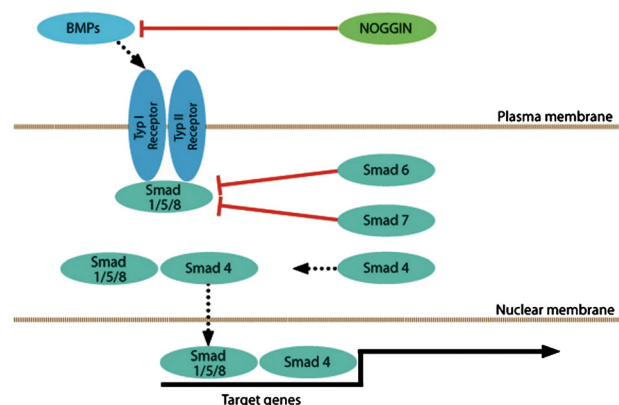 BMPs
NOGGIN
Typ I
Receptor
Typ II
Receptor
Plasma membrane
Smad
1/5/8
Smad 6
Smad 7
Smad
1/5/8
Smad 4
Smad 4
Nuclear membrane
Smad
1/5/8
Smad 4
Target genes